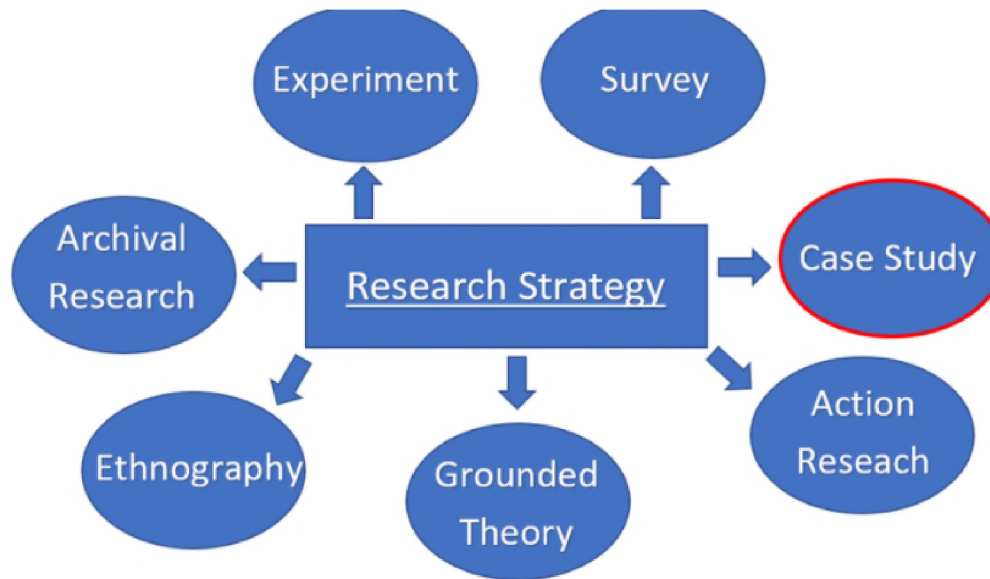 Experiment
Survey
Archival
Research
Research Strategy
Case Study
Ethnography
Grounded
Theory
Action
Reseach